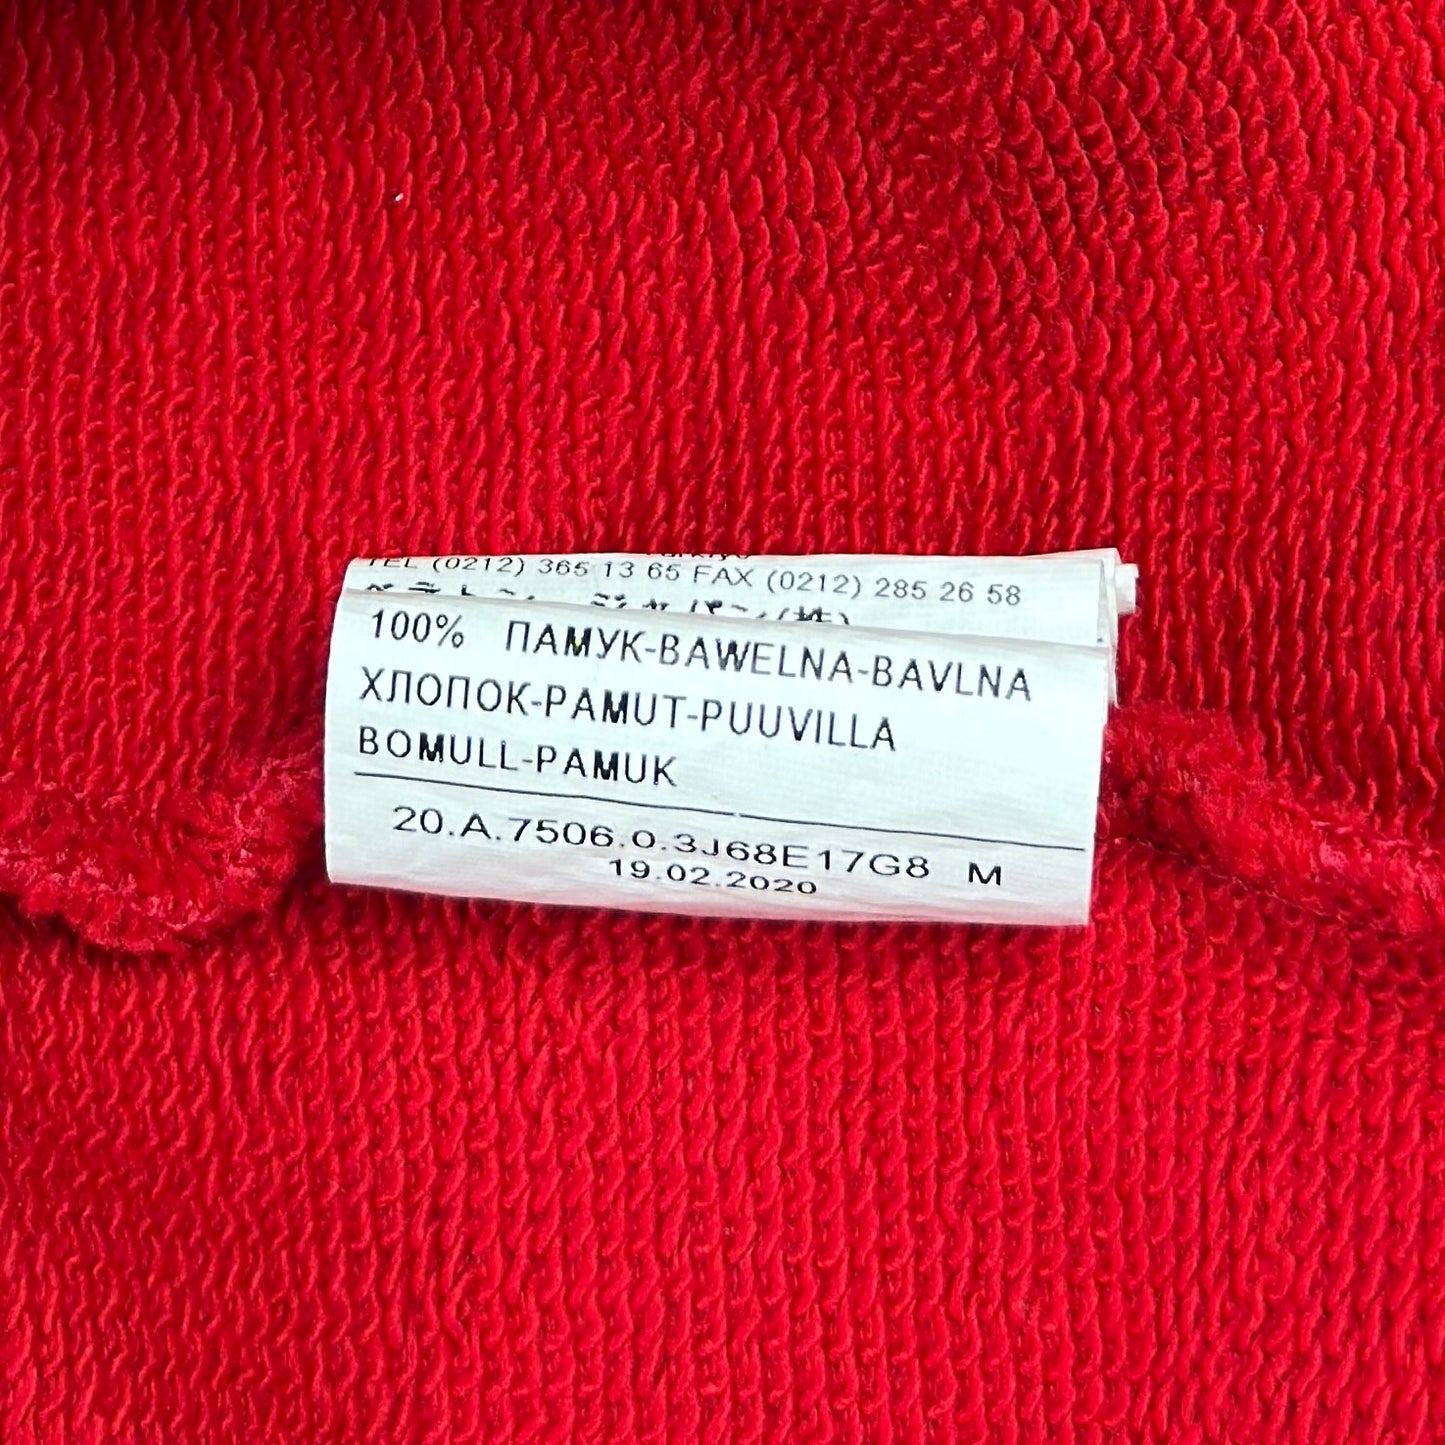 TEL (0212) 365 13 65 FAX (0212) 285 26 58
100% ПАМУК-BAWELNA-BAVLNA
ХЛОПОК-PAMUT-PUUVILLA
BOMULL-PAMUK
20.A.7506.0.3J68E17G8 M
19.02.2020